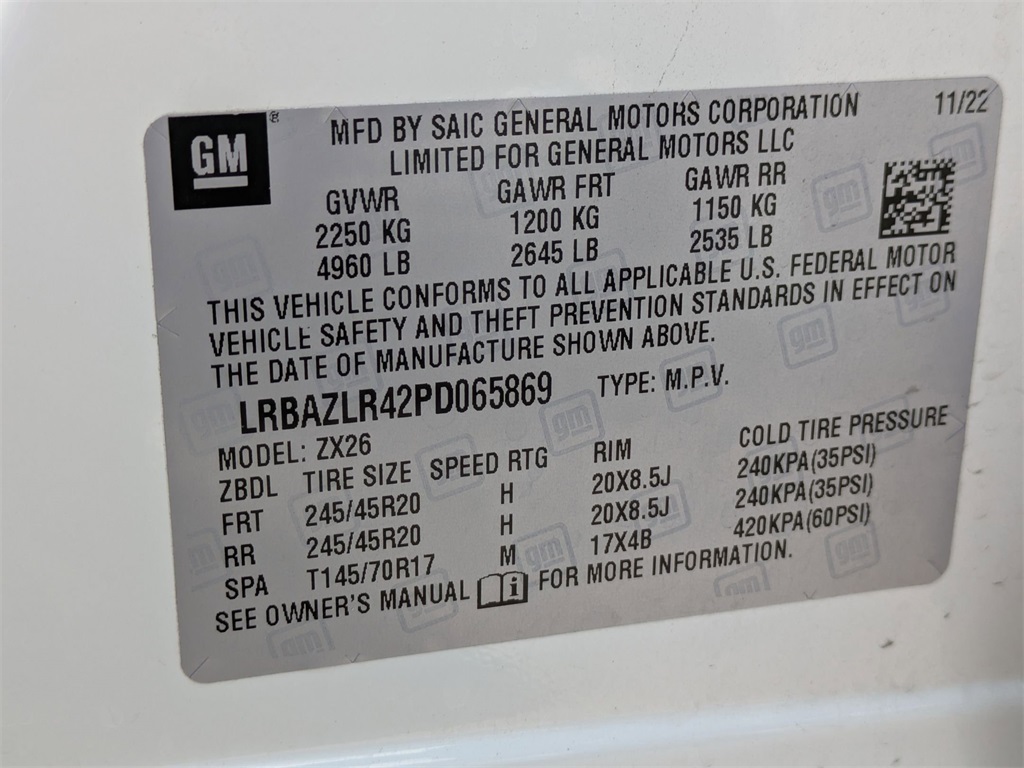 GM ® MFD BY SAIC GENERAL MOTORS CORPORATION 11/22
LIMITED FOR GENERAL MOTORS LLC
GVWR GAWR FRT GAWR RR
2250 KG 1200 KG 1150 KG
4960 LB 2645 LB 2535 LB
THIS VEHICLE CONFORMS TO ALL APPLICABLE U.S. FEDERAL MOTOR
VEHICLE SAFETY AND THEFT PREVENTION STANDARDS IN EFFECT ON
THE DATE OF MANUFACTURE SHOWN ABOVE.
LRBAZLR42PD065869 TYPE: M.P.V.
MODEL: ZX26
ZBDL TIRE SIZE SPEED RTG RIM COLD TIRE PRESSURE
FRT 245/45R20 H 20X8.5J 240KPA(35PSI)
RR 245/45R20 H 20X8.5J 240KPA(35PSI)
SPA T145/70R17 M 17X4B 420KPA(60PSI)
SEE OWNER'S MANUAL i FOR MORE INFORMATION.